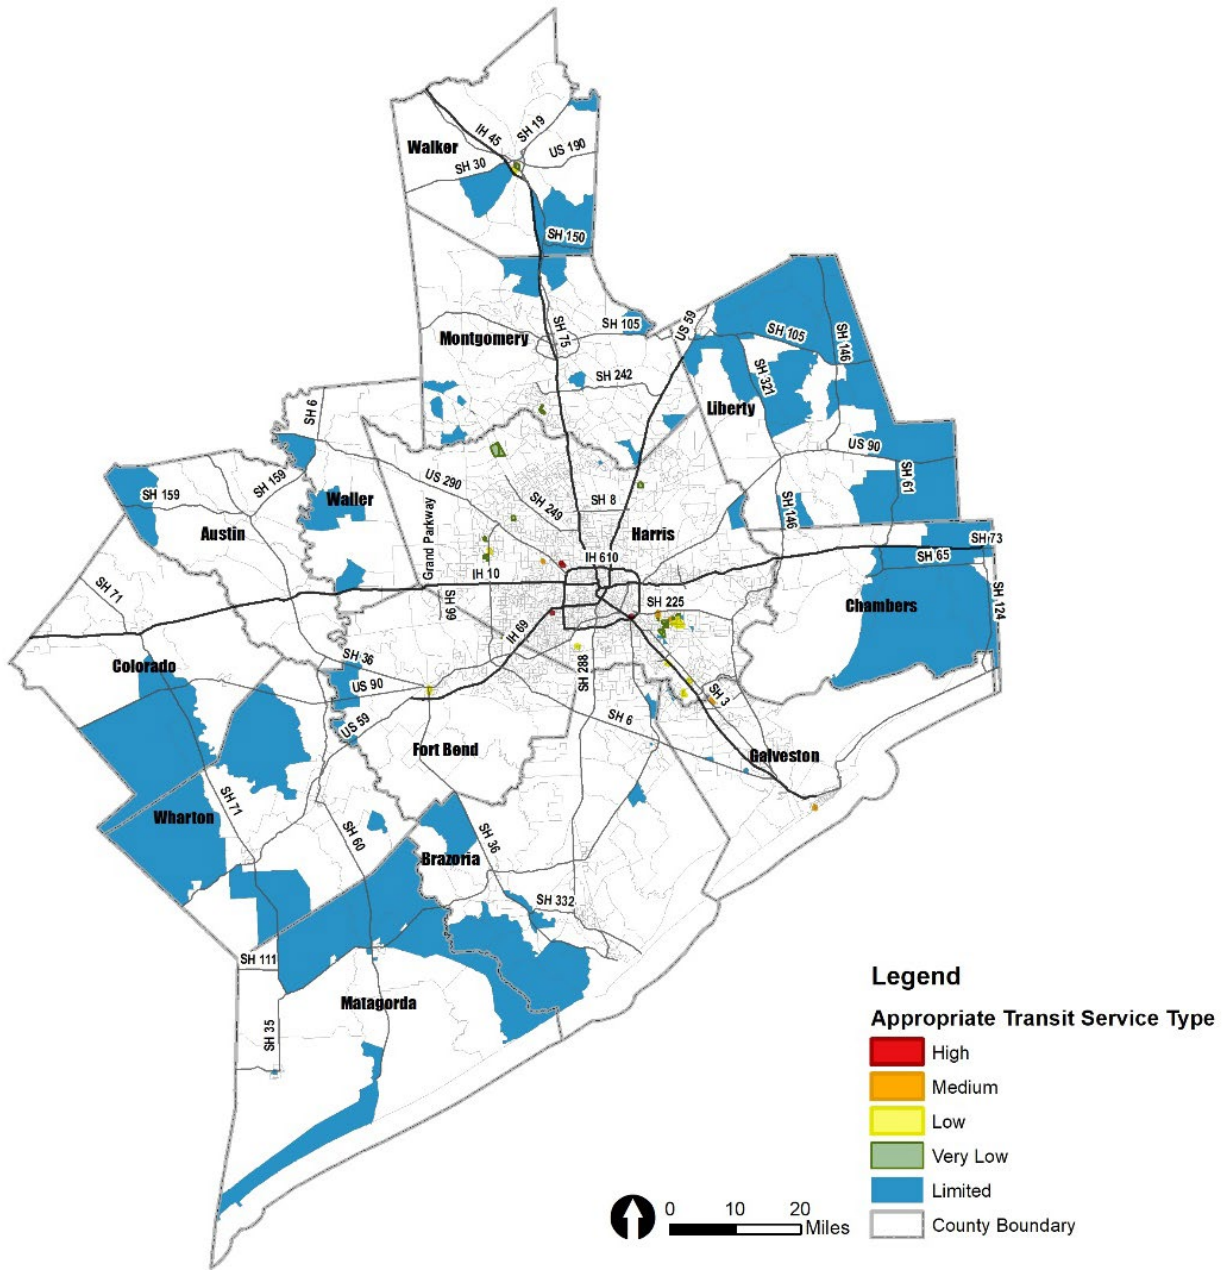 IH 45
SH 19
Walker
US 190
SH 30
SH 150
SH 75
SH 105
US 59
Montgomery
SH 105
SH 146
SH 242
SH 321
Liberty
SH 6
US 90
US 290
SH 159
SH 159
SH 61
Waller
SH 249
SH 8
SH 146
Austin
Grand Parkway
Harris
SH 73
IH 610
SH 65
IH 10
SH 71
SH 99
SH 225
Chambers
SH 124
IH 69
SH 36
Colorado
SH 288
US 90
SH 3
US 59
SH 6
Fort Bend
Galveston
SH 71
Wharton
SH 60
SH 36
Brazoria
SH 332
SH 111
Matagorda
SH 35
Legend
Appropriate Transit Service Type
High
Medium
Low
Very Low
Limited
County Boundary
0 10 20
Miles